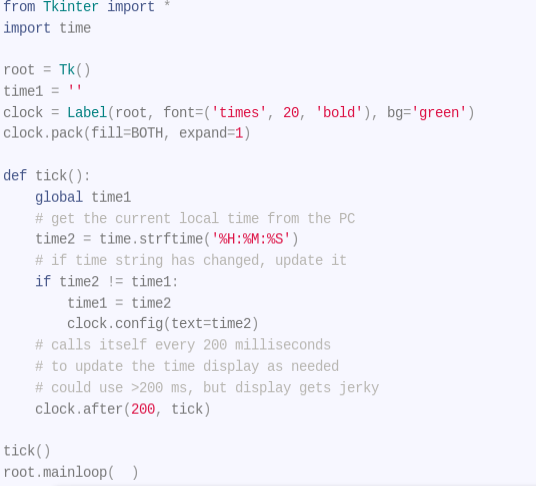 from Tkinter import *
import time

root = Tk()
time1 = ''
clock = Label(root, font=('times', 20, 'bold'), bg='green')
clock.pack(fill=BOTH, expand=1)

def tick():
    global time1
    # get the current local time from the PC
    time2 = time.strftime('%H:%M:%S')
    # if time string has changed, update it
    if time2 != time1:
        time1 = time2
        clock.config(text=time2)
    # calls itself every 200 milliseconds
    # to update the time display as needed
    # could use >200 ms, but display gets jerky
    clock.after(200, tick)

tick()
root.mainloop(  )